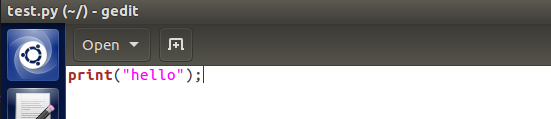 test.py (~/) - gedit
Open
print("hello");